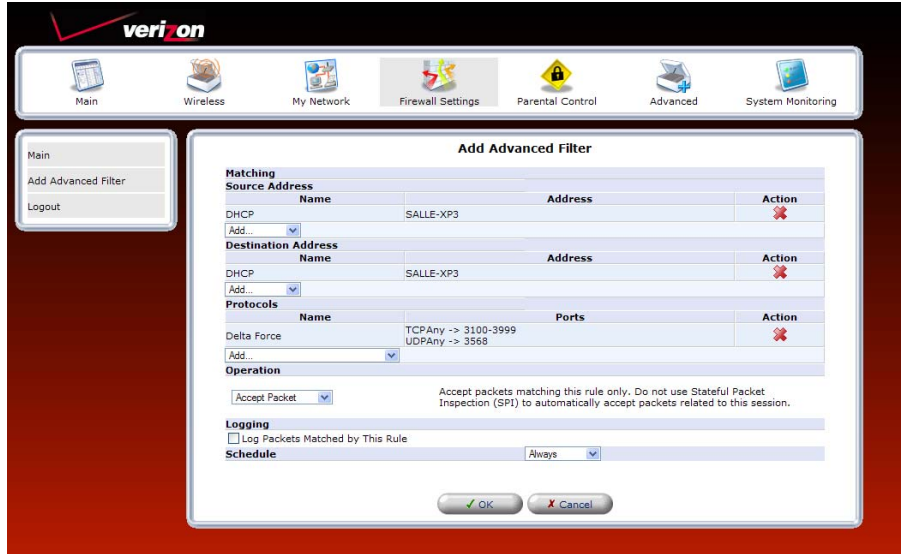 verizon
Main Wireless My Network Firewall Settings Parental Control Advanced System Monitoring
Main
Add Advanced Filter
Logout
Add Advanced Filter
Matching
Source Address
Name Address Action
DHCP SALLE-XP3
Add...
Destination Address
Name Address Action
DHCP SALLE-XP3
Add...
Protocols
Name Ports Action
Delta Force TCPAny -> 3100-3999
UDPAny -> 3568
Add...
Operation
Accept Packet Accept packets matching this rule only. Do not use Stateful Packet
Inspection (SPI) to automatically accept packets related to this session.
Logging
Log Packets Matched by This Rule
Schedule Always
OK Cancel